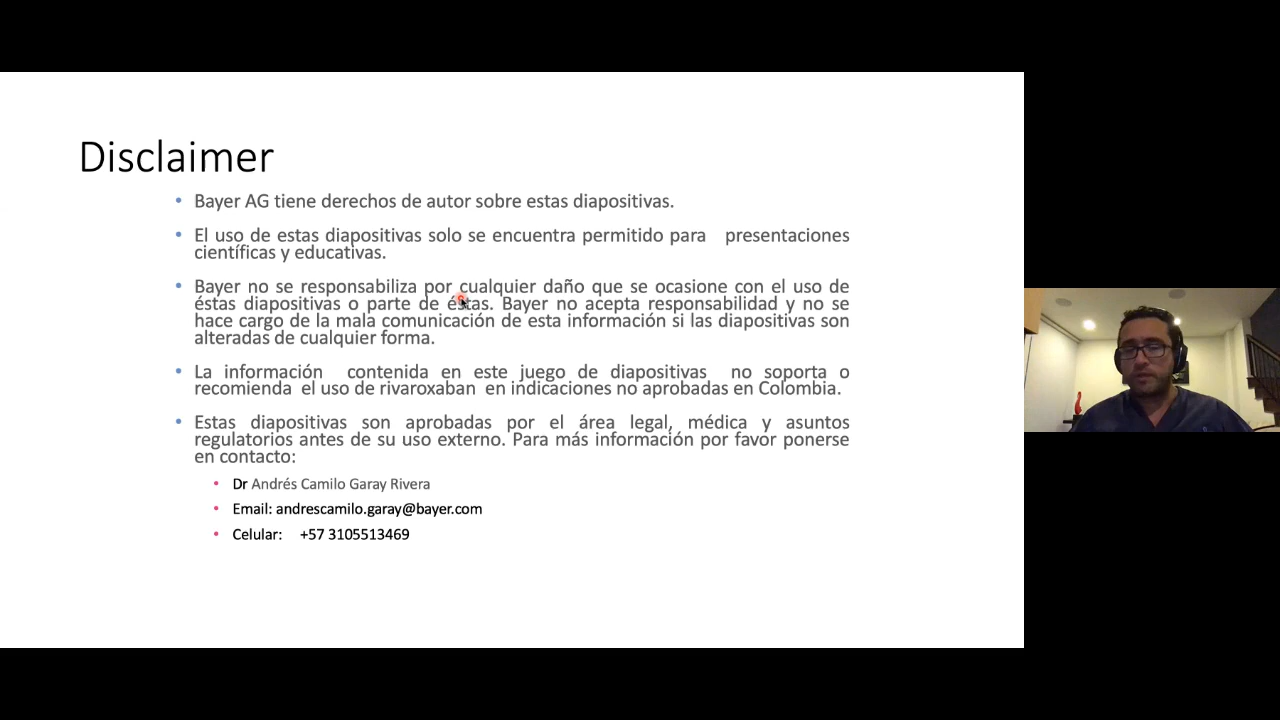 Disclaimer
• Bayer AG tiene derechos de autor sobre estas diapositivas.
• El uso de estas diapositivas solo se encuentra permitido para presentaciones
científicas y educativas.
• Bayer no se responsabiliza por cualquier daño que se ocasione con el uso de
éstas diapositivas o parte de éstas. Bayer no acepta responsabilidad y no se
hace cargo de la mala comunicación de esta información si las diapositivas son
alteradas de cualquier forma.
• La información contenida en este juego de diapositivas no soporta o
recomienda el uso de rivaroxaban en indicaciones no aprobadas en Colombia.
• Estas diapositivas son aprobadas por el área legal, médica y asuntos
regulatorios antes de su uso externo. Para más información por favor ponerse
en contacto:
• Dr Andrés Camilo Garay Rivera
• Email: andrescamilo.garay@bayer.com
• Celular: +57 3105513469